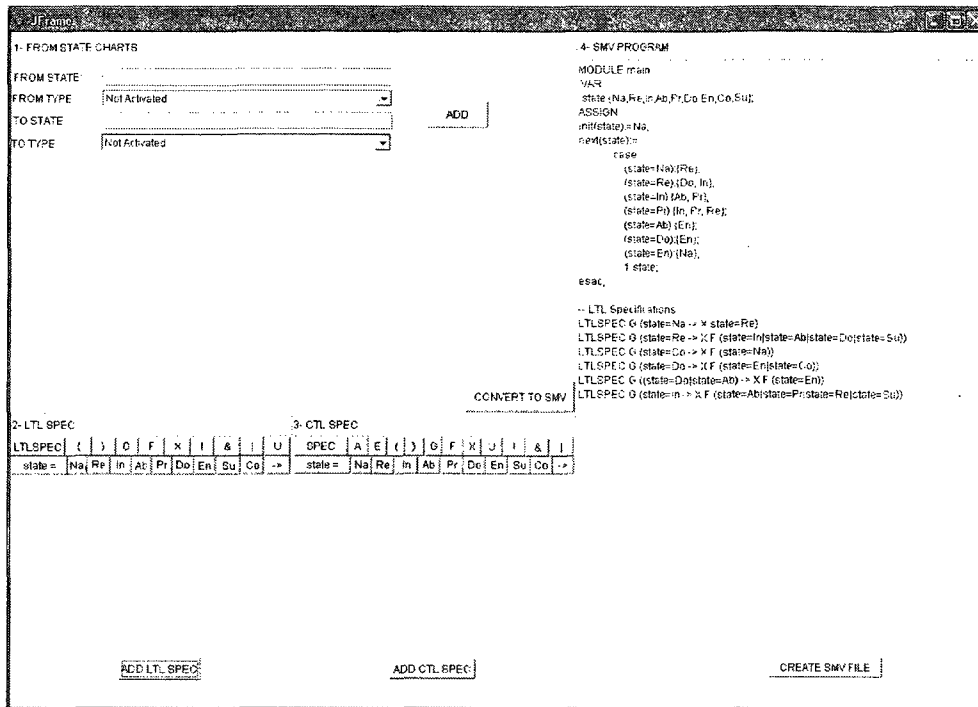 JFrame
1- FROM STATE CHARTS
FROM STATE
FROM TYPE Not Activated
TO STATE
TO TYPE Not Activated
ADD
CONVERT TO SMV
2- LTL SPEC
LTLSPEC ( ) G F X ! & | U
state = Na Re In Ab Pr Do En Su Co ->
3- CTL SPEC
SPEC A E ( ) G F X U ! & |
state = Na Re In Ab Pr Do En Su Co ->
ADD LTL SPEC
ADD CTL SPEC
4- SMV PROGRAM
MODULE main
VAR
state:{Na,Re,In,Ab,Pr,Do,En,Co,Su};
ASSIGN
init(state):=Na;
next(state):=
case
(state=Na):{Re};
(state=Re):{Do, In};
(state=In):{Ab, Pr};
(state=Pr):{In, Pr, Re};
(state=Ab):{En};
(state=Do):{En};
(state=En):{Na};
1:state;
esac;
-- LTL Specifications
LTLSPEC G (state=Na -> X state=Re)
LTLSPEC G (state=Re -> X F (state=In|state=Ab|state=Do|state=Su))
LTLSPEC G (state=Co -> X F (state=Na))
LTLSPEC G (state=Do -> X F (state=En|state=Co))
LTLSPEC G ((state=Do|state=Ab) -> X F (state=En))
LTLSPEC G (state=In -> X F (state=Ab|state=Pr|state=Re|state=Su))
CREATE SMV FILE